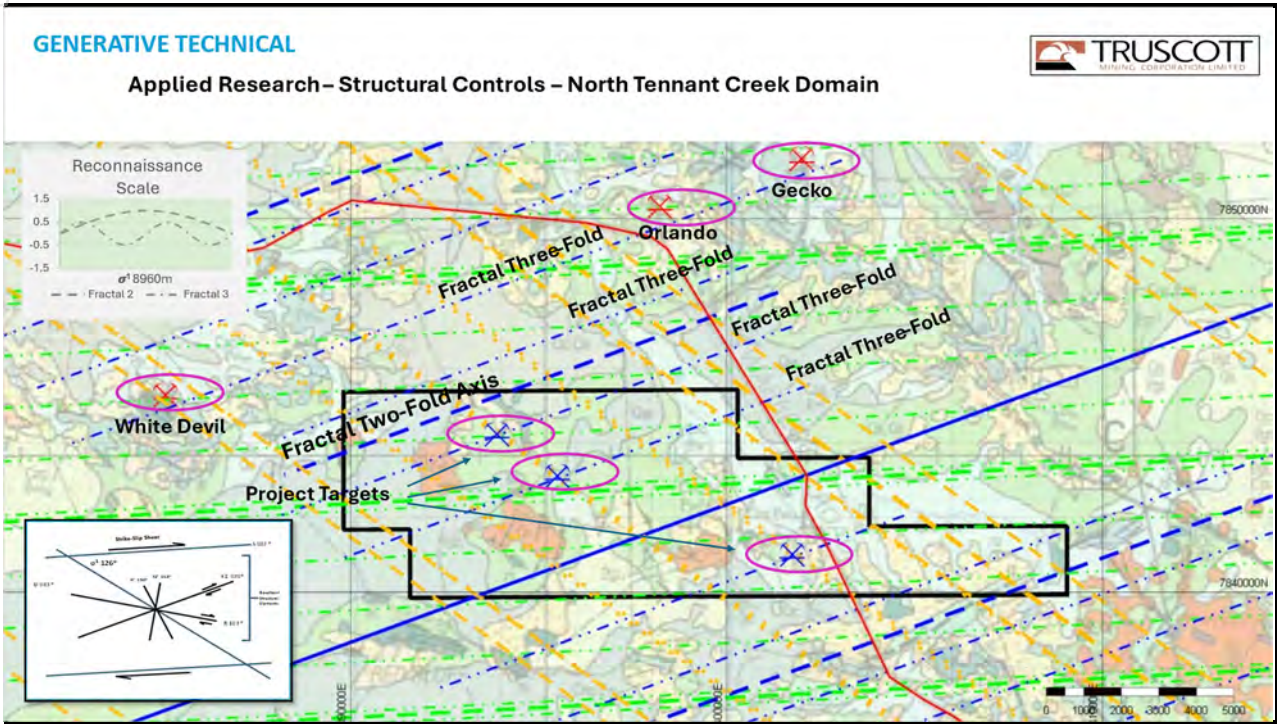 GENERATIVE TECHNICAL
TRUSCOTT
MINING CORPORATION LIMITED
Applied Research – Structural Controls – North Tennant Creek Domain
Reconnaissance
Scale
1.5
0.5
-0.5
-1.5
σ¹ 8960m
Fractal 2
Fractal 3
Gecko
7850000N
Orlando
Fractal Three-Fold
Fractal Three-Fold
Fractal Three-Fold
Fractal Three-Fold
White Devil
Fractal Two-Fold Axis
Project Targets
Strike-Slip Shear
σ¹ 126°
7840000N
0
1000
2000
3000
4000
5000